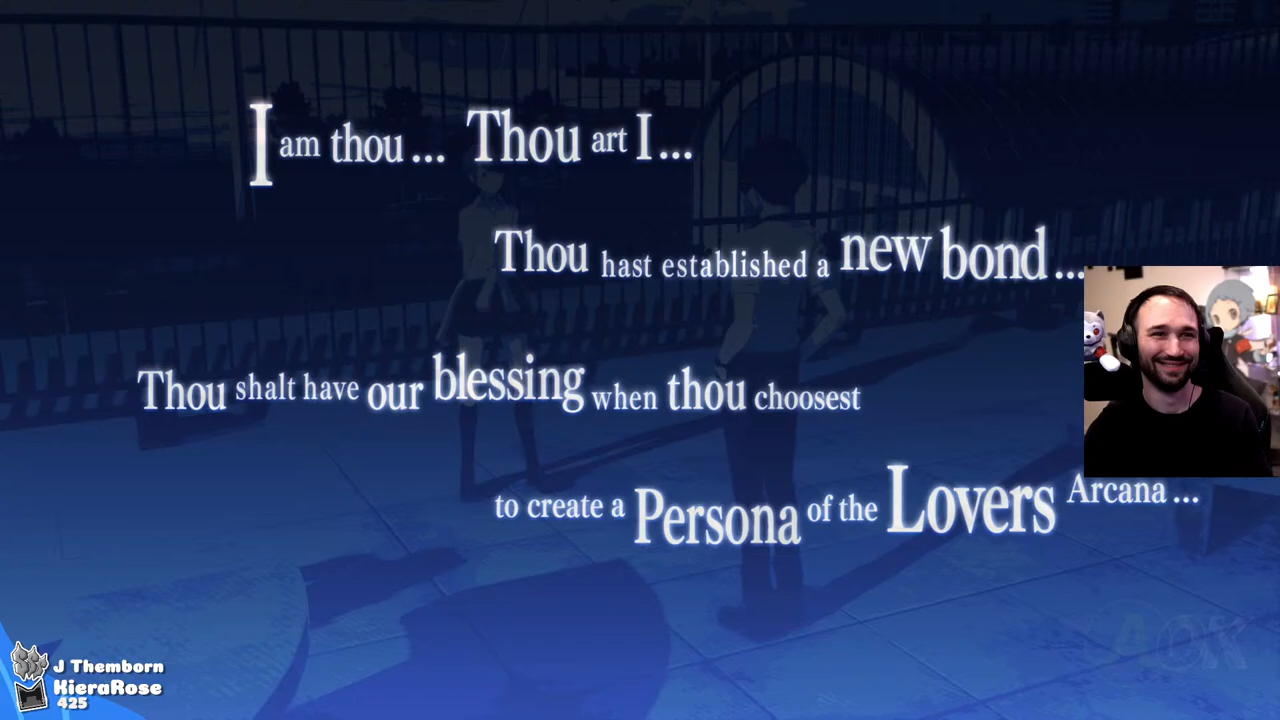 I am thou... Thou art I...
Thou hast established a new bond...
Thou shalt have our blessing when thou choosest
to create a Persona of the Lovers Arcana...
J Themborn
KieraRose
425